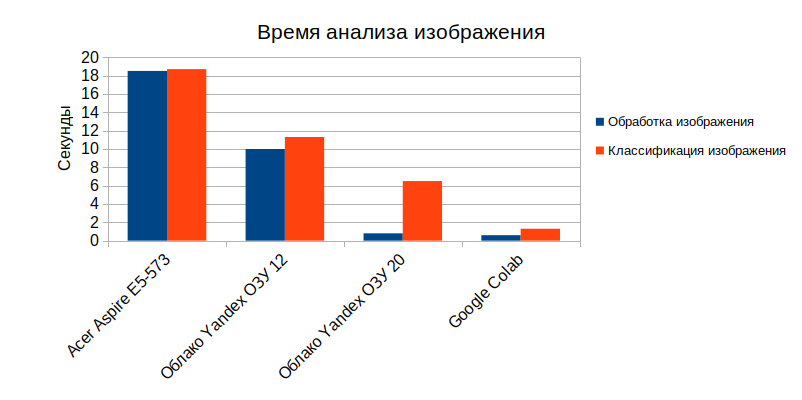 Время анализа изображения
Секунды
20
18
16
14
12
10
8
6
4
2
0
Acer Aspire E5-573
Облако Yandex ОЗУ 12
Облако Yandex ОЗУ 20
Google Colab
Обработка изображения
Классификация изображения